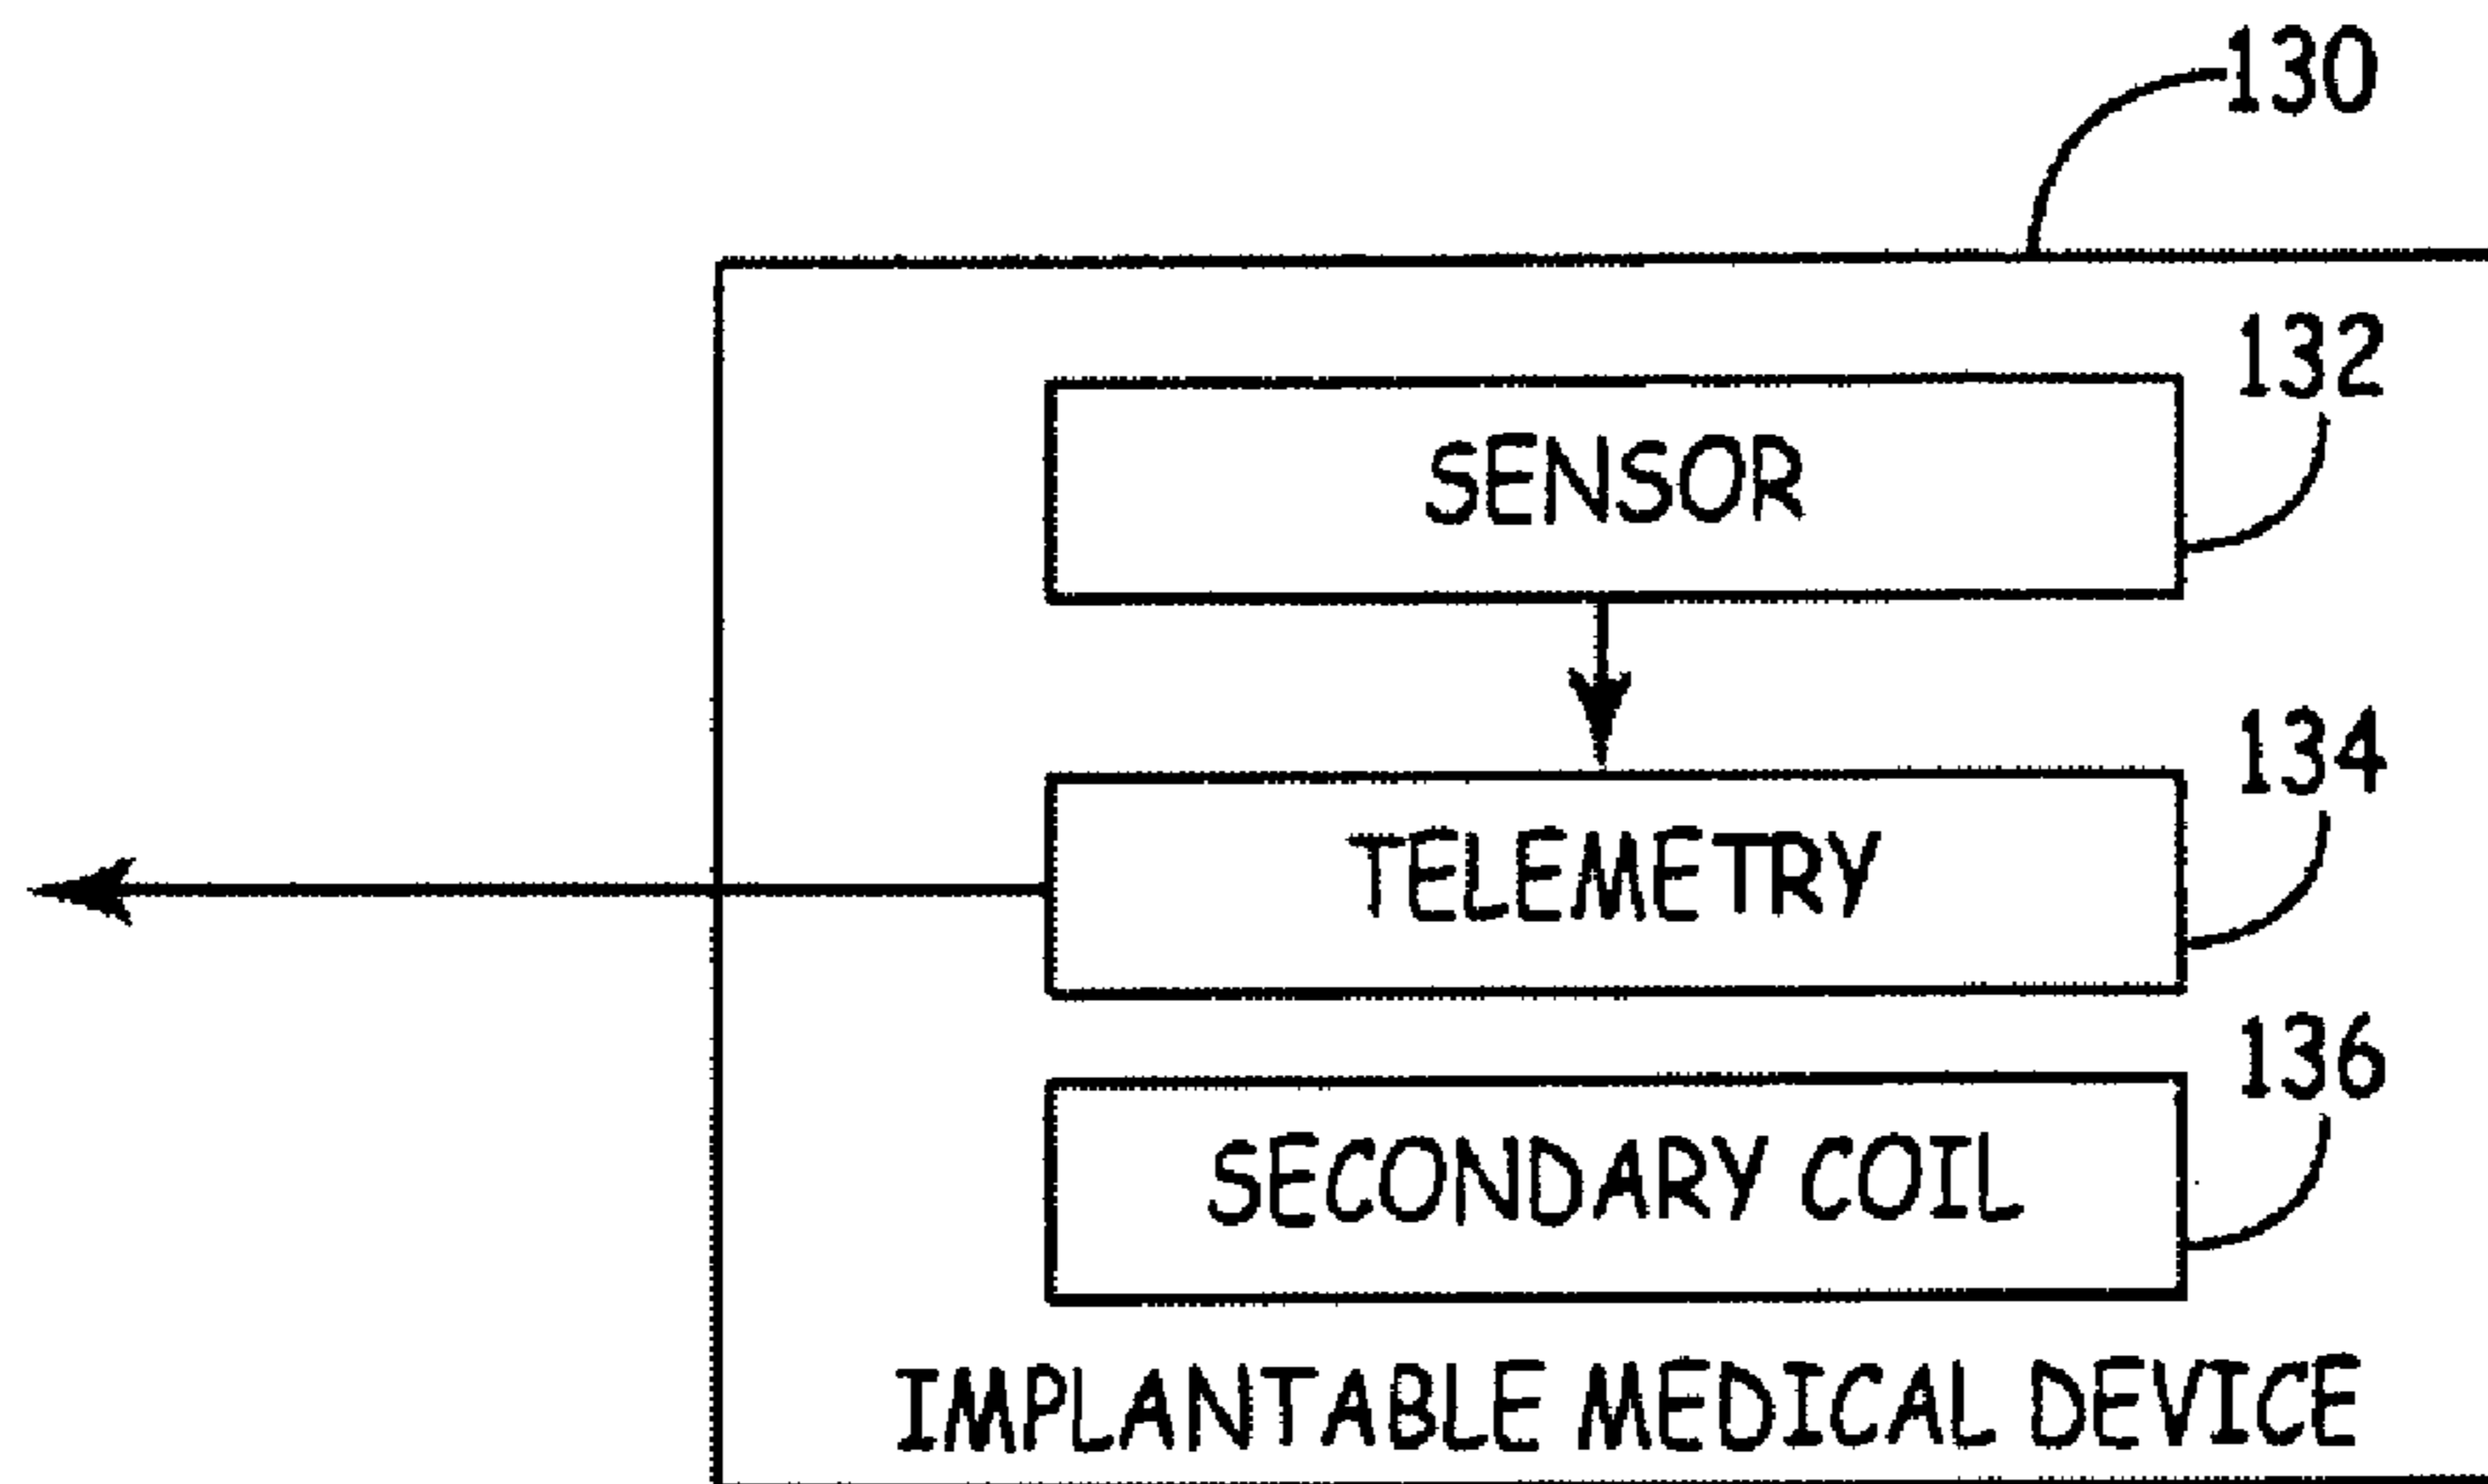 130
132
SENSOR
134
TELEMETRY
136
SECONDARY COIL
IMPLANTABLE MEDICAL DEVICE